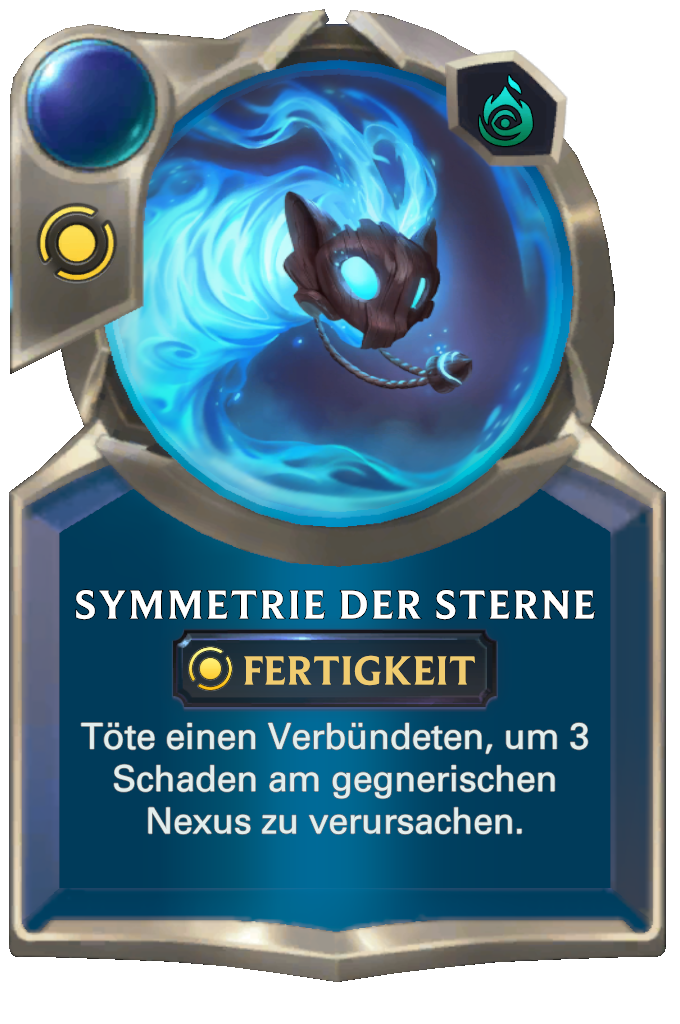 SYMMETRIE DER STERNE
FERTIGKEIT
Töte einen Verbündeten, um 3
Schaden am gegnerischen
Nexus zu verursachen.